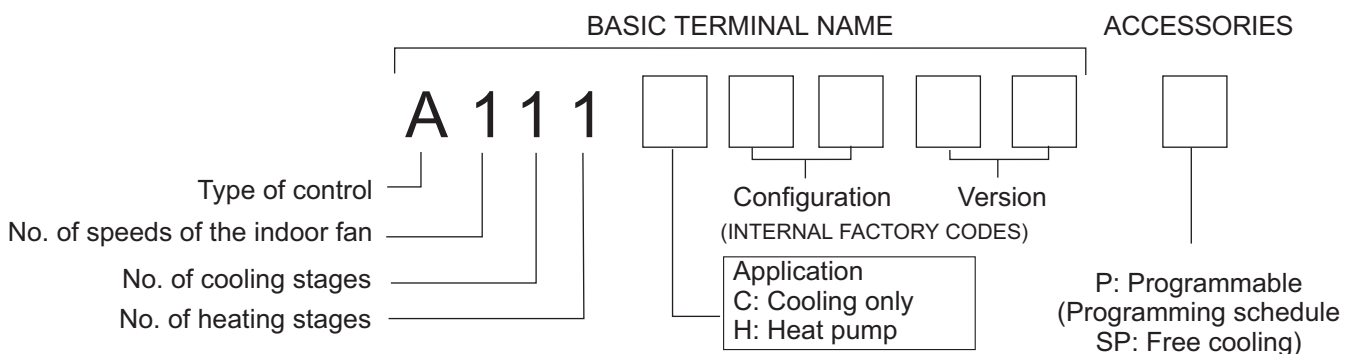 BASIC TERMINAL NAME ACCESSORIES
A 1 1 1
Type of control
No. of speeds of the indoor fan
No. of cooling stages
No. of heating stages
Configuration Version
(INTERNAL FACTORY CODES)
Application
C: Cooling only
H: Heat pump
P: Programmable
(Programming schedule
SP: Free cooling)